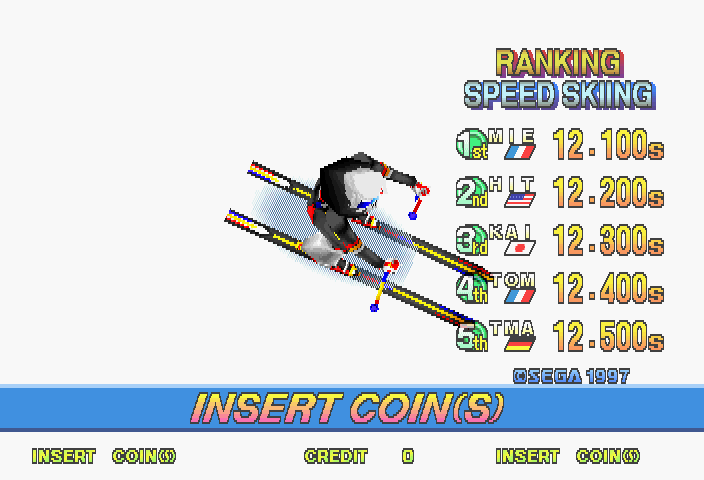 RANKING
SPEED SKIING
1st MIE 12.100s
2nd HIT 12.200s
3rd KAI 12.300s
4th TOM 12.400s
5th TMA 12.500s
©SEGA 1997
INSERT COIN(S)
INSERT COIN(S) CREDIT 0 INSERT COIN(S)